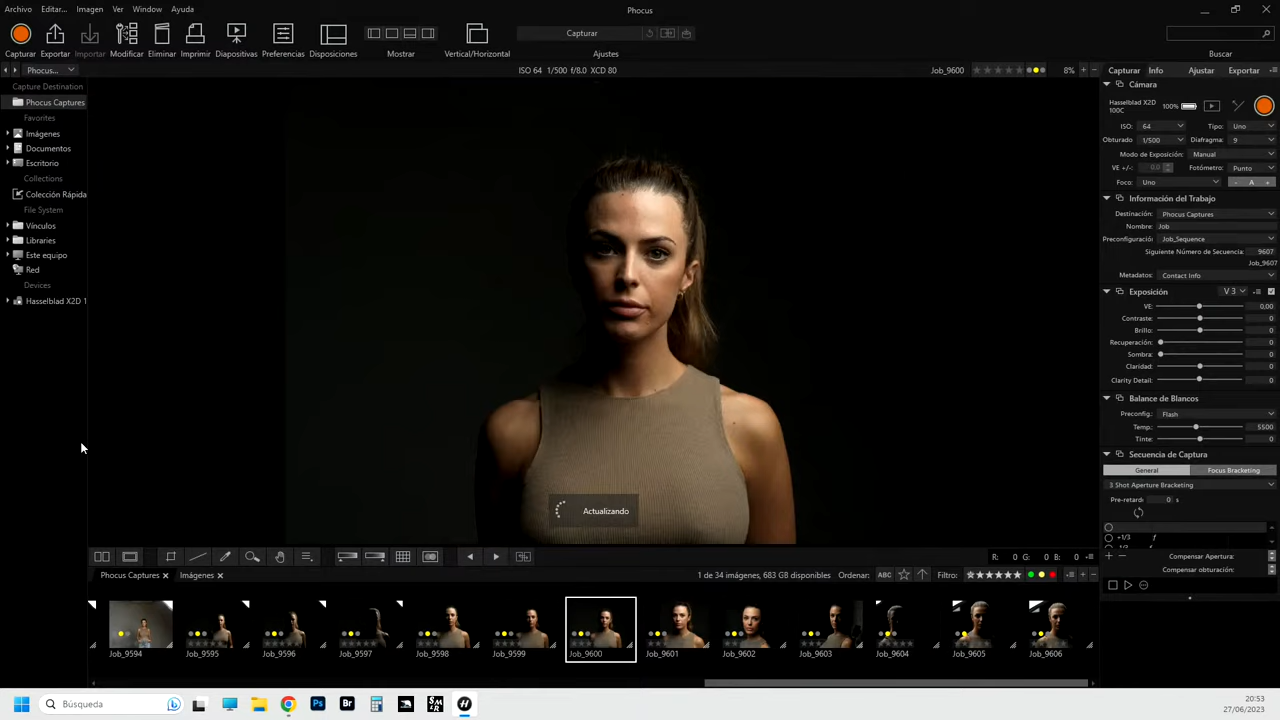 Archivo Editar... Imagen Ver Window Ayuda
Phocus
Capturar Exportar Importar Modificar Eliminar Imprimir Diapositivas Preferencias Disposiciones Mostrar Vertical/Horizontal
Capturar
Ajustes
Buscar
Phocus...
ISO 64 1/500 f/8.0 XCD 80
Job_9600
8%
Capturar Info Ajustar Exportar
Capture Destination
Phocus Captures
Favorites
Imágenes
Documentos
Escritorio
Collections
Colección Rápida
File System
Vínculos
Libraries
Este equipo
Red
Devices
Hasselblad X2D 1
Cámara
Hasselblad X2D
100C
100%
ISO: 64 Tipo: Uno
Obturado 1/500 Diafragma: 9
Modo de Exposición: Manual
VE +/-: 0.0 Fotómetro: Punto
Foco: Uno - A +
Información del Trabajo
Destinación: Phocus Captures
Nombre: Job
Preconfiguració Job_Sequence
Siguiente Número de Secuencia: 9607
Job_9607
Metadatos: Contact Info
Exposición V 3
VE: 0,00
Contraste: 0
Brillo: 0
Recuperación: 0
Sombra: 0
Claridad: 0
Clarity Detail: 0
Balance de Blancos
Preconfig.: Flash
Temp.: 5500
Tinte: 0
Secuencia de Captura
General Focus Bracketing
3 Shot Aperture Bracketing
Pre-retardo 0 s
+1/3 f
Compensar Apertura:
Compensar obturación:
Actualizando
R: 0 G: 0 B: 0
Phocus Captures Imágenes
1 de 34 imágenes, 683 GB disponibles Ordenar: ABC Filtro:
Job_9594 Job_9595 Job_9596 Job_9597 Job_9598 Job_9599 Job_9600 Job_9601 Job_9602 Job_9603 Job_9604 Job_9605 Job_9606
Búsqueda
Ps Br
20:53
27/06/2023